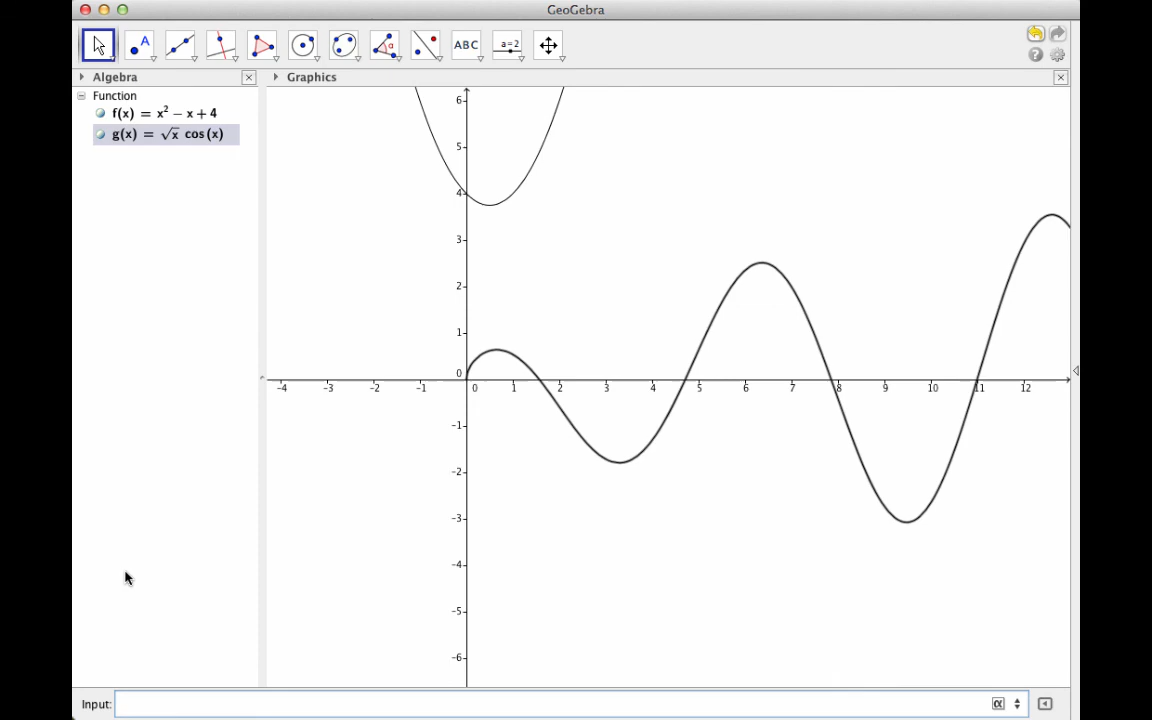 GeoGebra
A
α
ABC
a=2
?
Algebra
Graphics
Function
f(x) = x² − x + 4
g(x) = √x cos(x)
6
5
4
3
2
1
0
−4 −3 −2 −1 0 1 2 3 4 5 6 7 8 9 10 11 12
−1
−2
−3
−4
−5
−6
Input:
α